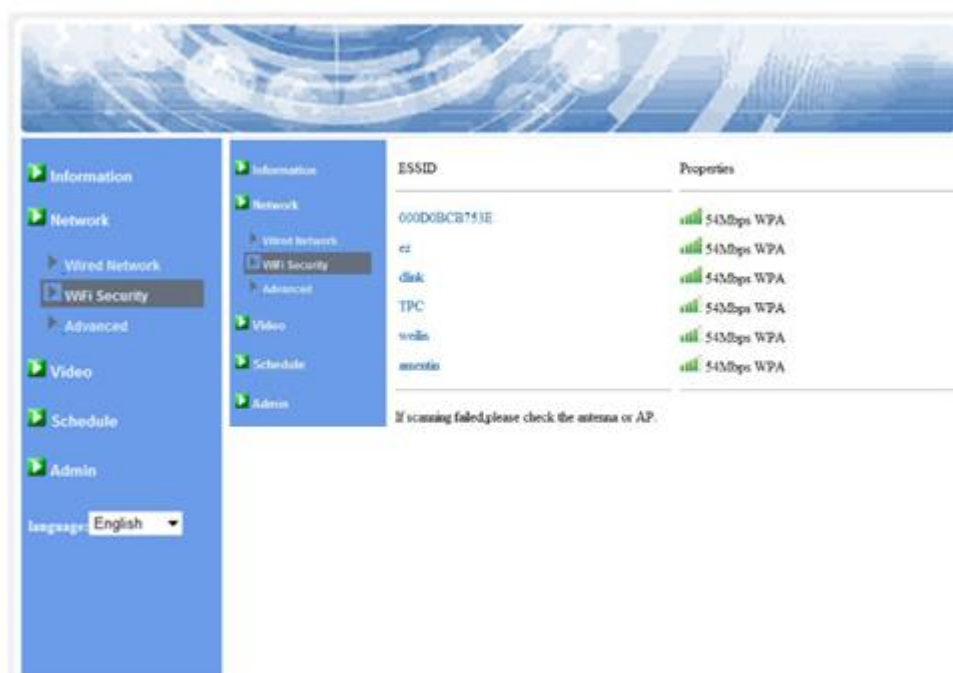 Information
Network
Wired Network
WiFi Security
Advanced
Video
Schedule
Admin
language: English
Information
Network
Wired Network
WiFi Security
Advanced
Video
Schedule
Admin
ESSID Properties
000D0BCB753E 54Mbps WPA
ez 54Mbps WPA
dlink 54Mbps WPA
TPC 54Mbps WPA
weilin 54Mbps WPA
54Mbps WPA
If scanning failed,please check the antenna or AP.